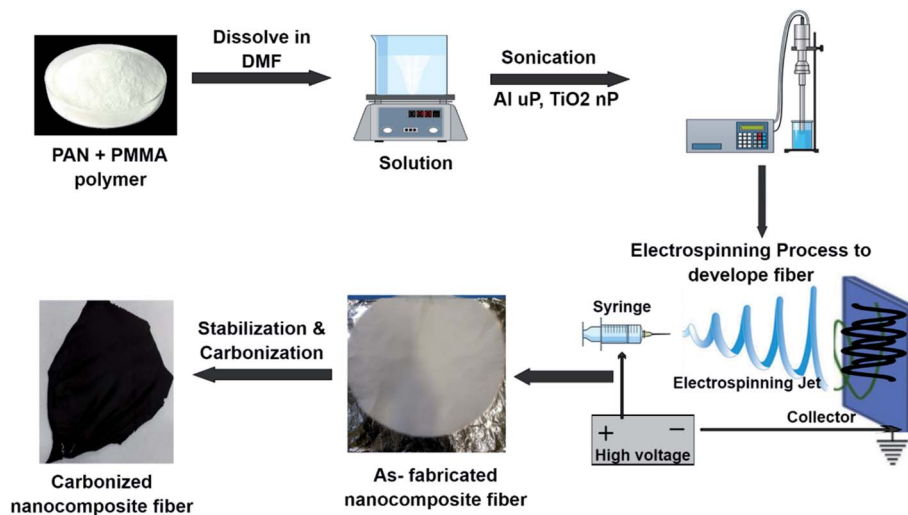 Dissolve in
DMF
PAN + PMMA
polymer
Solution
Sonication
Al uP, TiO2 nP
Electrospinning Process to
develope fiber
Syringe
Electrospinning Jet
Collector
+ −
High voltage
As- fabricated
nanocomposite fiber
Stabilization &
Carbonization
Carbonized
nanocomposite fiber